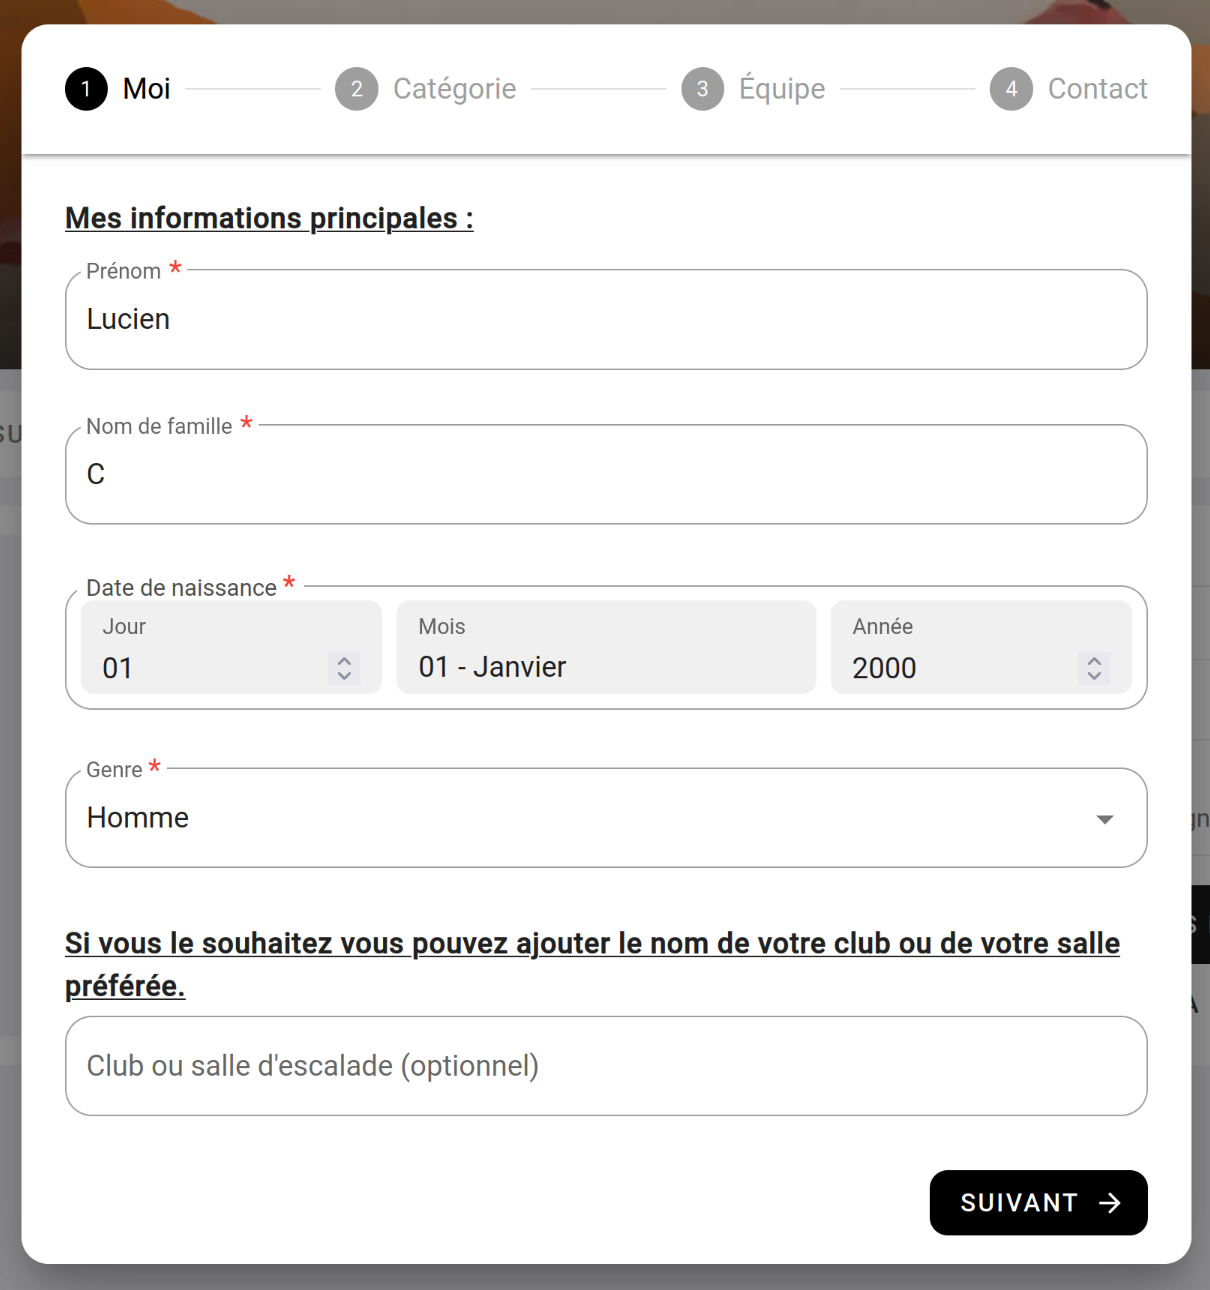 1 Moi 2 Catégorie 3 Équipe 4 Contact
Mes informations principales :
Prénom *
Lucien
Nom de famille *
C
Date de naissance *
Jour Mois Année
01 01 - Janvier 2000
Genre *
Homme
Si vous le souhaitez vous pouvez ajouter le nom de votre club ou de votre salle
préférée.
Club ou salle d'escalade (optionnel)
SUIVANT →